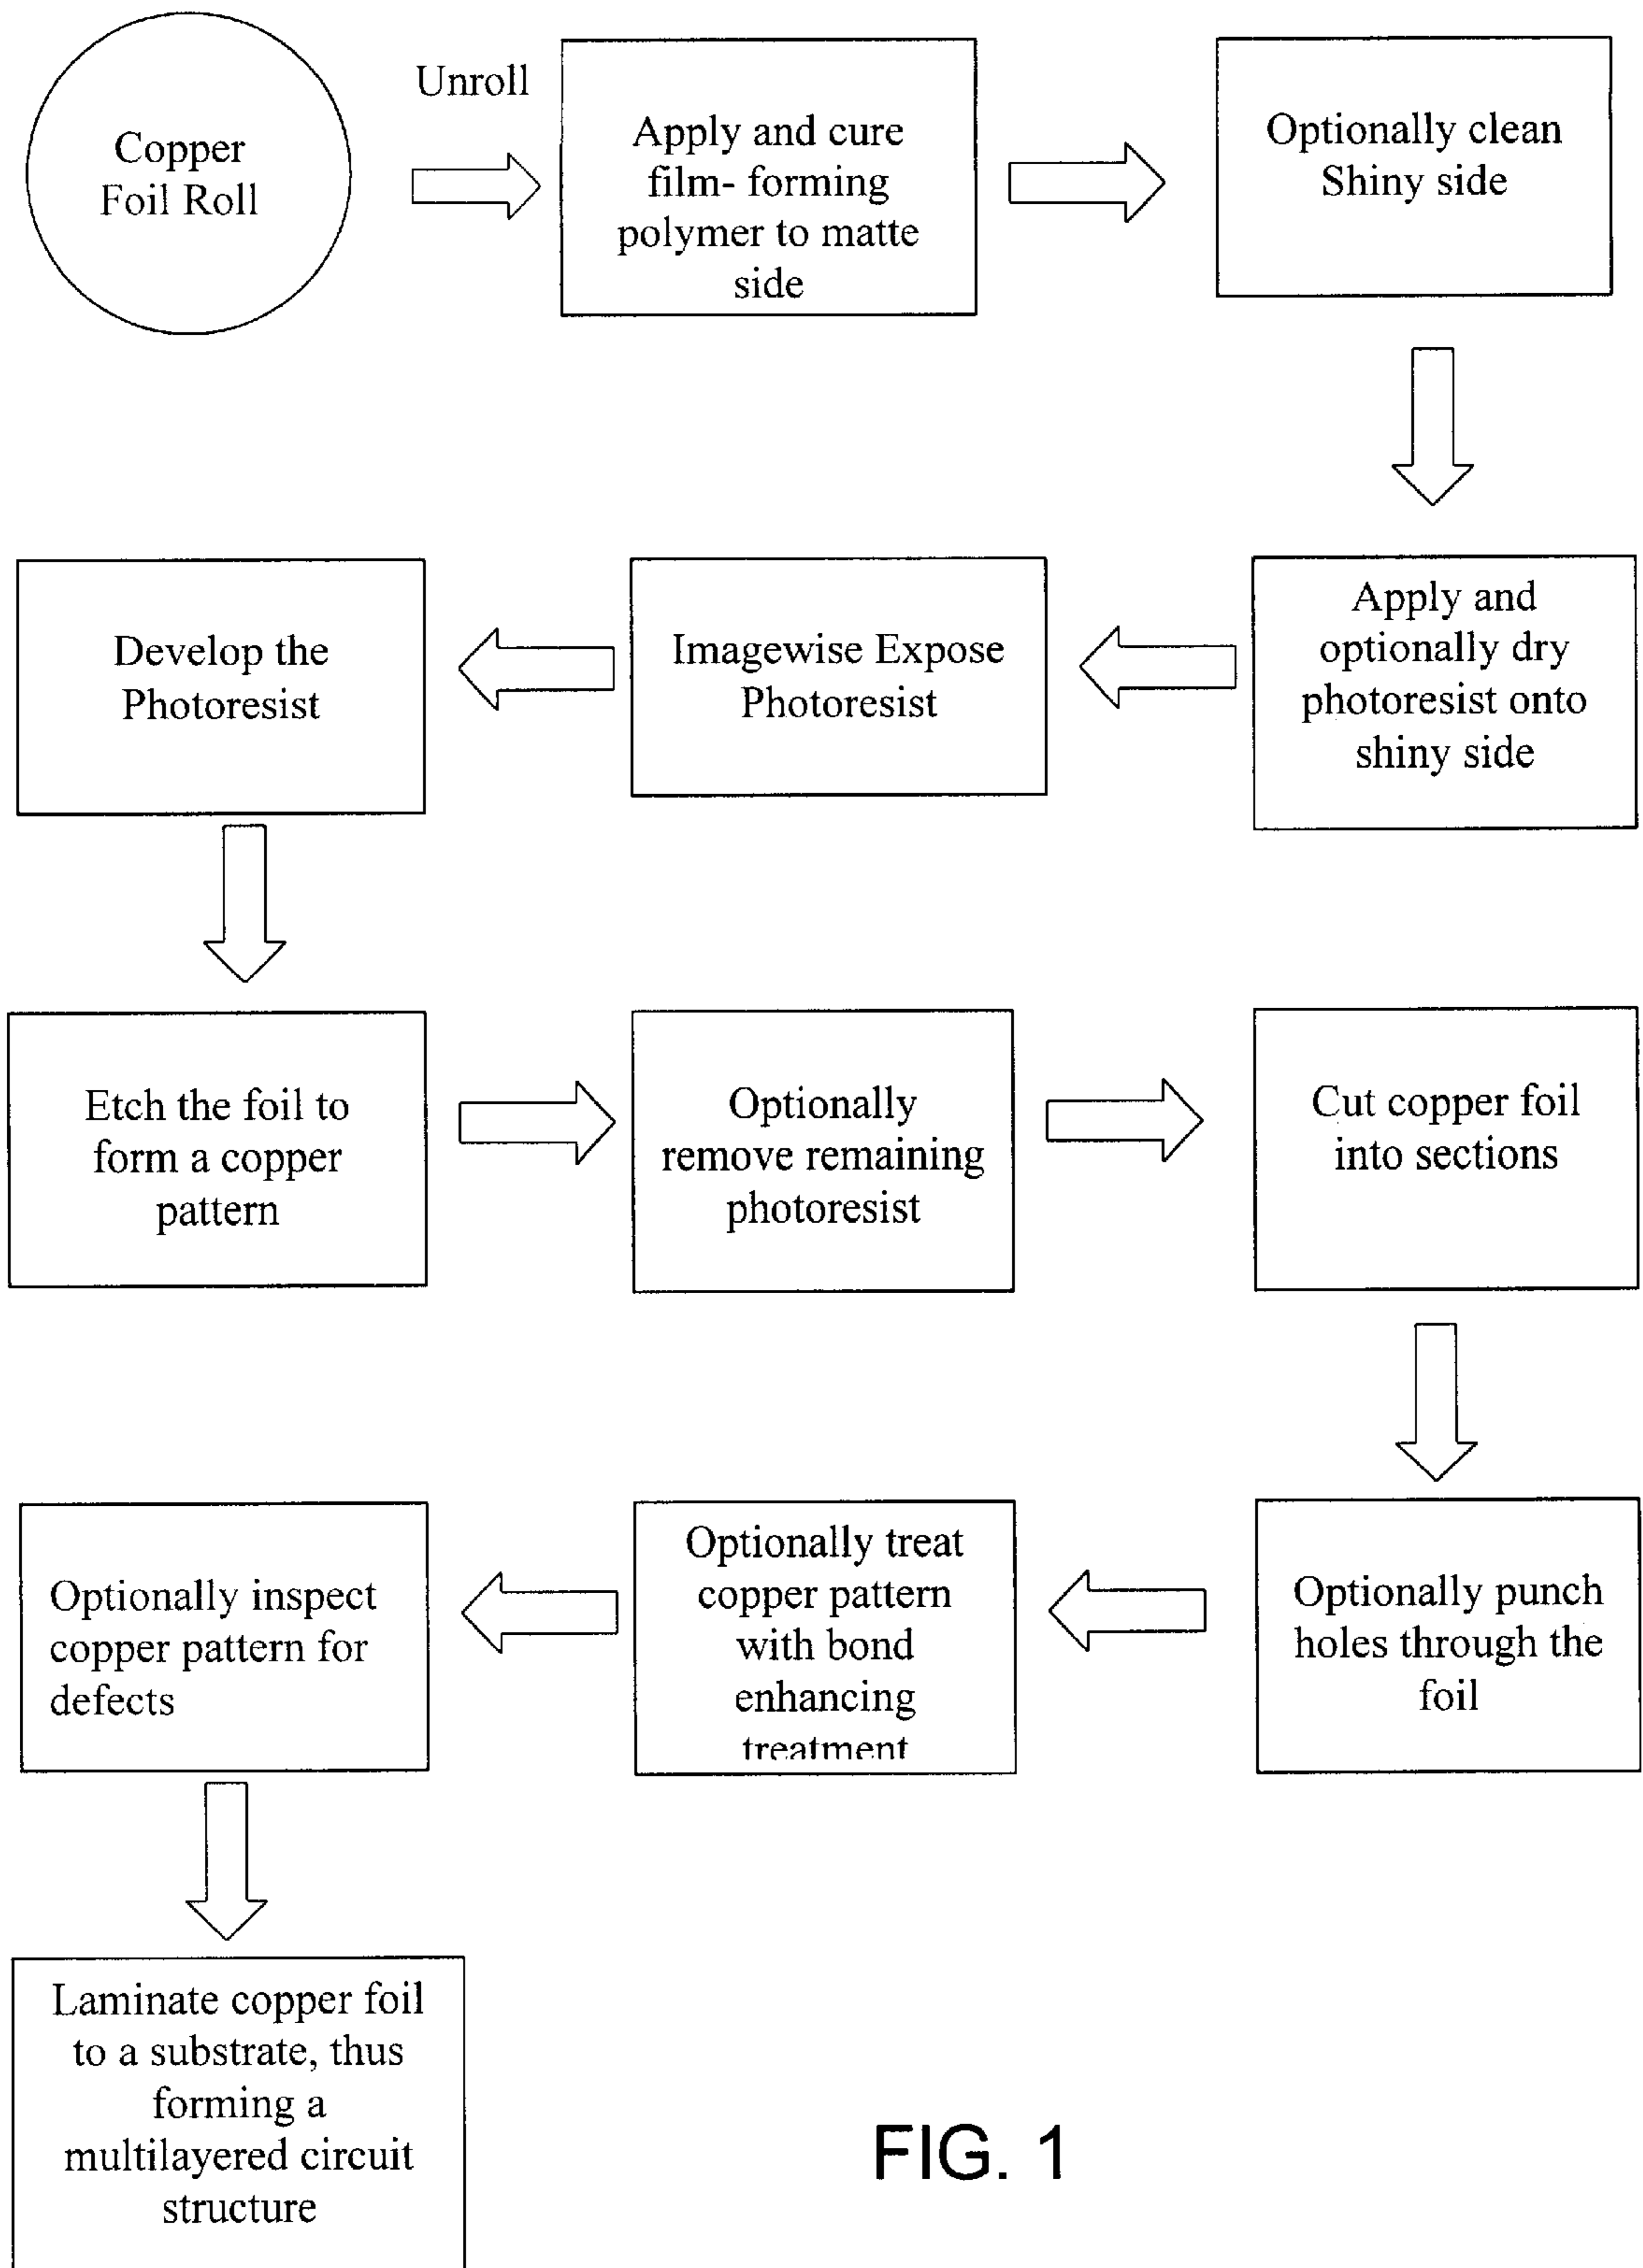 Copper
Foil Roll
Unroll
Apply and cure
film- forming
polymer to matte
side
Optionally clean
Shiny side
Apply and
optionally dry
photoresist onto
shiny side
Imagewise Expose
Photoresist
Develop the
Photoresist
Etch the foil to
form a copper
pattern
Optionally
remove remaining
photoresist
Cut copper foil
into sections
Optionally punch
holes through the
foil
Optionally treat
copper pattern
with bond
enhancing
treatment
Optionally inspect
copper pattern for
defects
Laminate copper foil
to a substrate, thus
forming a
multilayered circuit
structure
FIG. 1